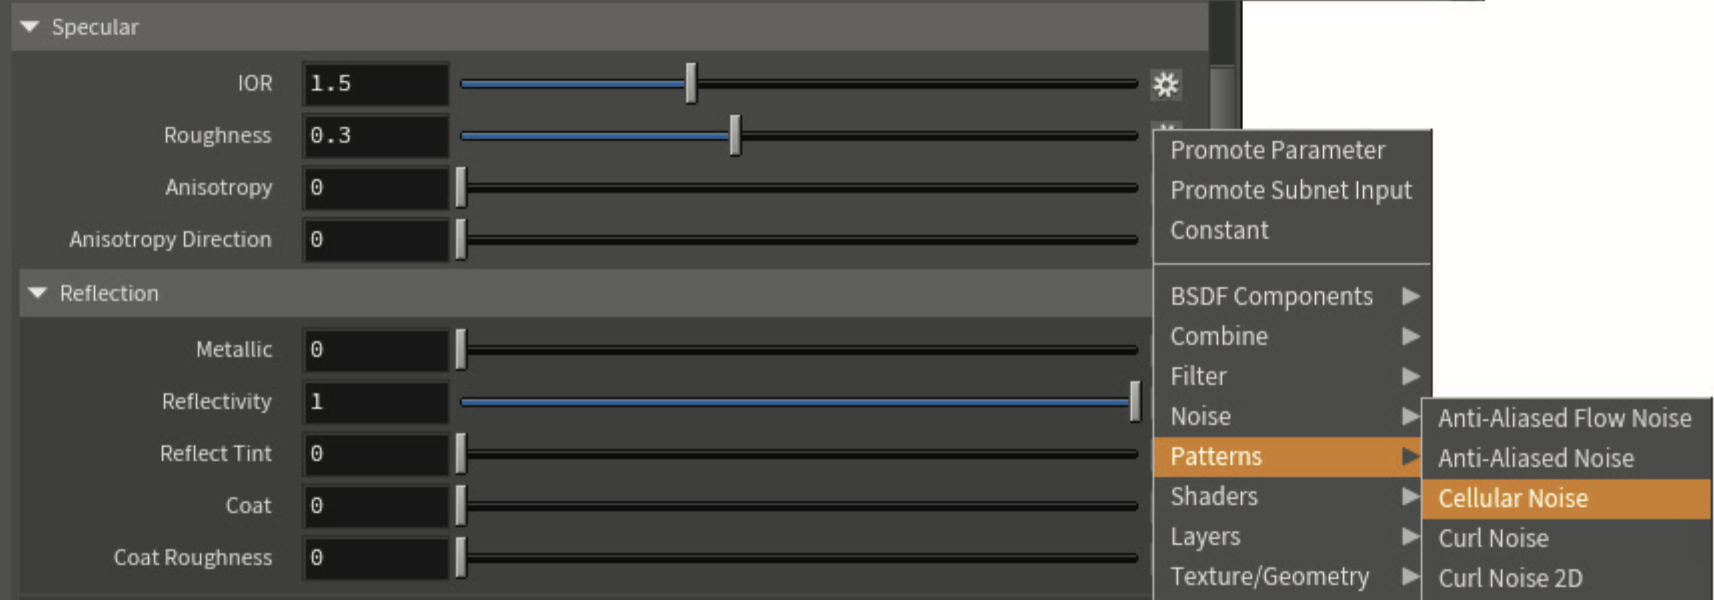 Specular
IOR 1.5
Roughness 0.3
Anisotropy 0
Anisotropy Direction 0
Reflection
Metallic 0
Reflectivity 1
Reflect Tint 0
Coat 0
Coat Roughness 0
Promote Parameter
Promote Subnet Input
Constant
BSDF Components
Combine
Filter
Noise
Patterns
Shaders
Layers
Texture/Geometry
Anti-Aliased Flow Noise
Anti-Aliased Noise
Cellular Noise
Curl Noise
Curl Noise 2D